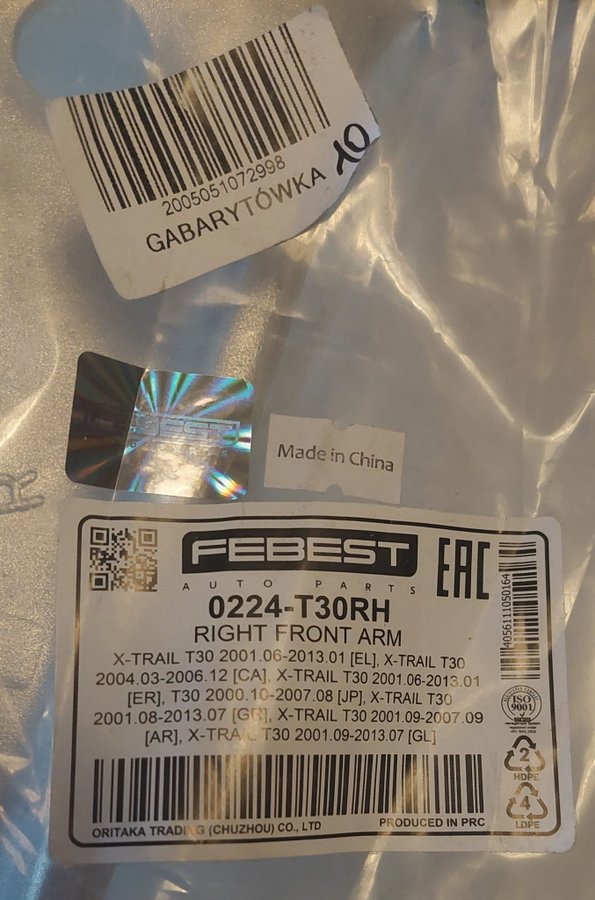 2005051072998
GABARYTÓWKA 10
FEBEST
Made in China
FEBEST
AUTO PARTS
EAC
0224-T30RH
RIGHT FRONT ARM
X-TRAIL T30 2001.06-2013.01 [EL], X-TRAIL T30
2004.03-2006.12 [CA], X-TRAIL T30 2001.06-2013.01
[ER], T30 2000.10-2007.08 [JP], X-TRAIL T30
2001.08-2013.07 [GR], X-TRAIL T30 2001.09-2007.09
[AR], X-TRAIL T30 2001.09-2013.07 [GL]
4056111050164
ISO
9001
2
HDPE
4
LDPE
ORITAKA TRADING (CHUZHOU) CO., LTD
PRODUCED IN PRC